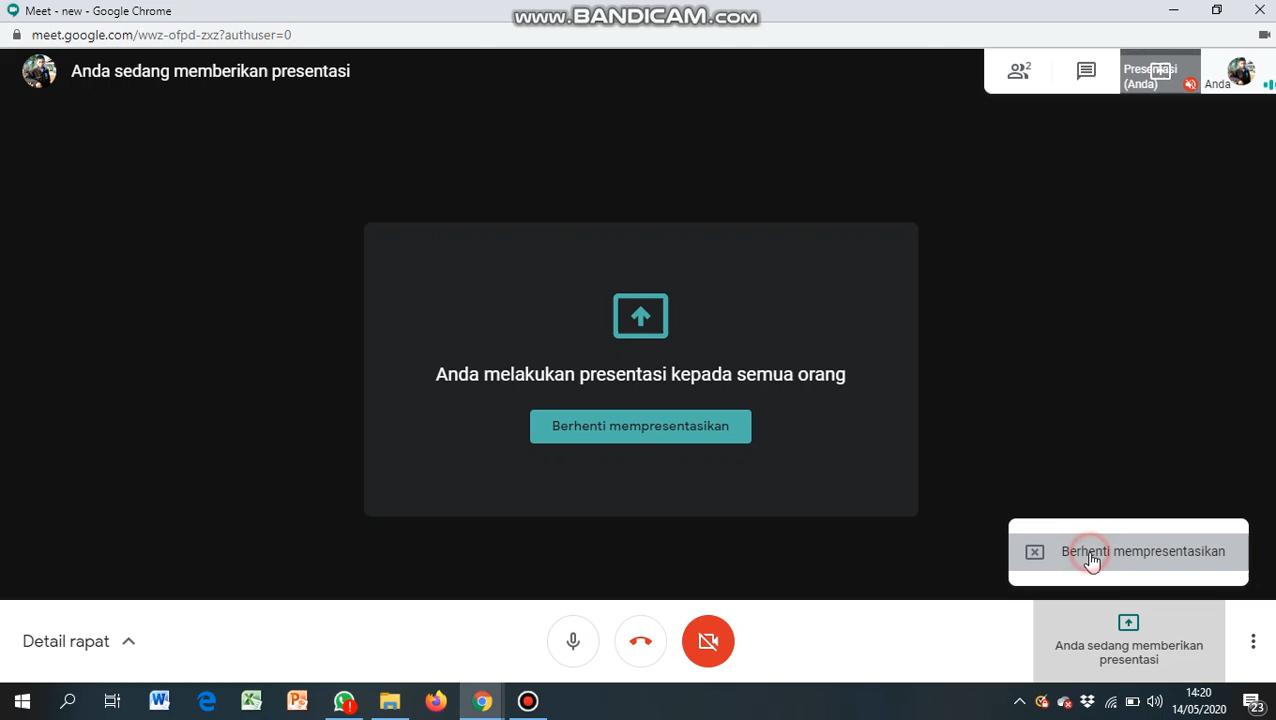 Meet - new - Google Chrome
www.BANDICAM.com
meet.google.com/wwz-ofpd-zxz?authuser=0
Anda sedang memberikan presentasi
2
Presentasi
(Anda)
Anda
Anda melakukan presentasi kepada semua orang
Berhenti mempresentasikan
Berhenti mempresentasikan
Detail rapat
Anda sedang memberikan
presentasi
14:20
14/05/2020
23